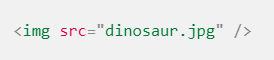 <img src="dinosaur.jpg" />